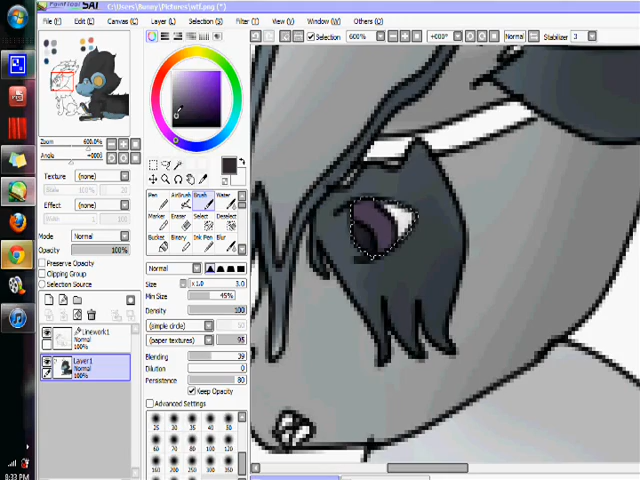 PaintTool SAI C:\Users\Bunny\Pictures\wtf.png (*)
File (F) Edit (E) Canvas (C) Layer (L) Selection (S) Filter (T) View (V) Window (W) Others (O)
Selection 600% +000° Normal Stabilizer 3
Zoom 600.0%
Angle +000°
Texture (none)
Effect (none)
Mode Normal
Opacity 100%
Preserve Opacity
Clipping Group
Selection Source
Linework1
Normal
100%
Layer1
Normal
100%
Pen AirBrush Brush Water
Marker Eraser Select Deselect
Bucket Binary Ink Pen Blur
Normal
Size x1.0 3.0
Min Size 45%
Density 100
(simple circle)
(paper textures) 95
Blending 39
Dilution 0
Persistence 80
Keep Opacity
Advanced Settings
25 30 35 40 50
60 70 80 100 120
160 200 250 300 350
8:33 PM